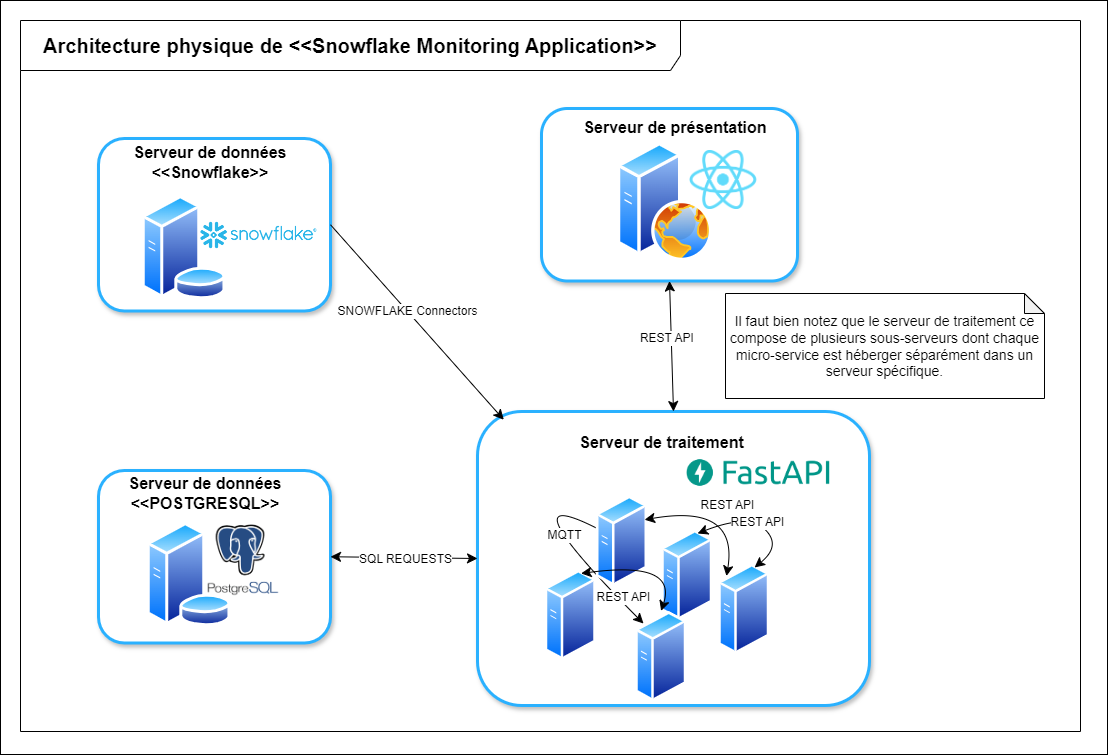 Architecture physique de <<Snowflake Monitoring Application>>
Serveur de données
<<Snowflake>>
snowflake®
Serveur de présentation
SNOWFLAKE Connectors
REST API
Il faut bien notez que le serveur de traitement ce
compose de plusieurs sous-serveurs dont chaque
micro-service est héberger séparément dans un
serveur spécifique.
Serveur de données
<<POSTGRESQL>>
PostgreSQL
SQL REQUESTS
Serveur de traitement
FastAPI
REST API
REST API
MQTT
REST API